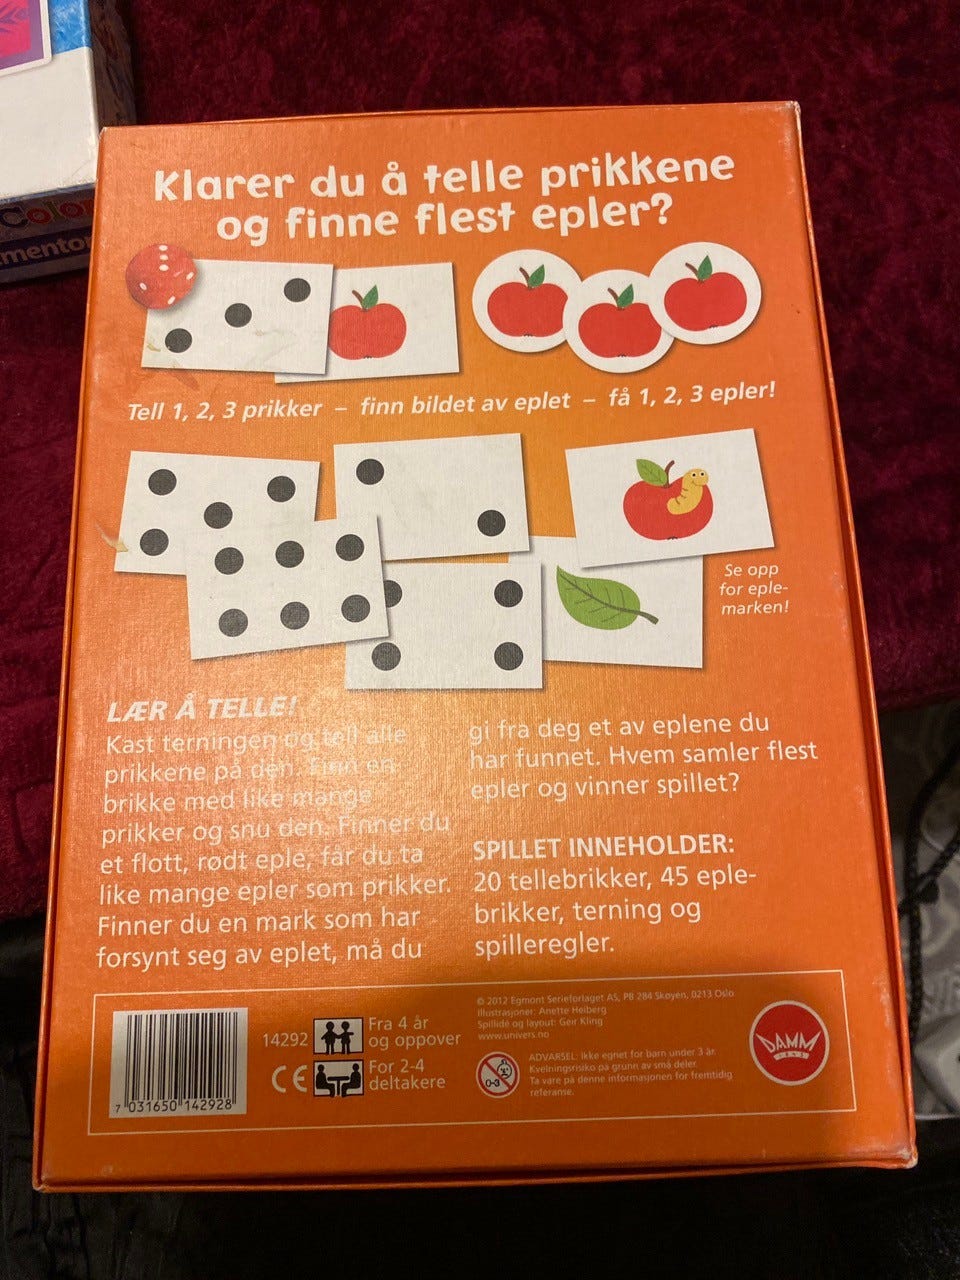 Color
mentor
Klarer du å telle prikkene
og finne flest epler?
Tell 1, 2, 3 prikker – finn bildet av eplet – få 1, 2, 3 epler!
Se opp
for eple-
marken!
LÆR Å TELLE!
Kast terningen og tell alle
prikkene på den. Finn en
brikke med like mange
prikker og snu den. Finner du
et flott, rødt eple, får du ta
like mange epler som prikker.
Finner du en mark som har
forsynt seg av eplet, må du
gi fra deg et av eplene du
har funnet. Hvem samler flest
epler og vinner spillet?
SPILLET INNEHOLDER:
20 tellebrikker, 45 eple-
brikker, terning og
spilleregler.
7 031650 142928
14292
CE
Fra 4 år
og oppover
For 2-4
deltakere
© 2012 Egmont Serieforlaget AS, PB 284 Skøyen, 0213 Oslo
Illustrasjoner: Anette Heiberg
Spillidé og layout: Geir Kling
www.univers.no
0-3
ADVARSEL: Ikke egnet for barn under 3 år.
Kvelningsrisiko på grunn av små deler.
Ta vare på denne informasjonen for fremtidig
referanse.
DAMM